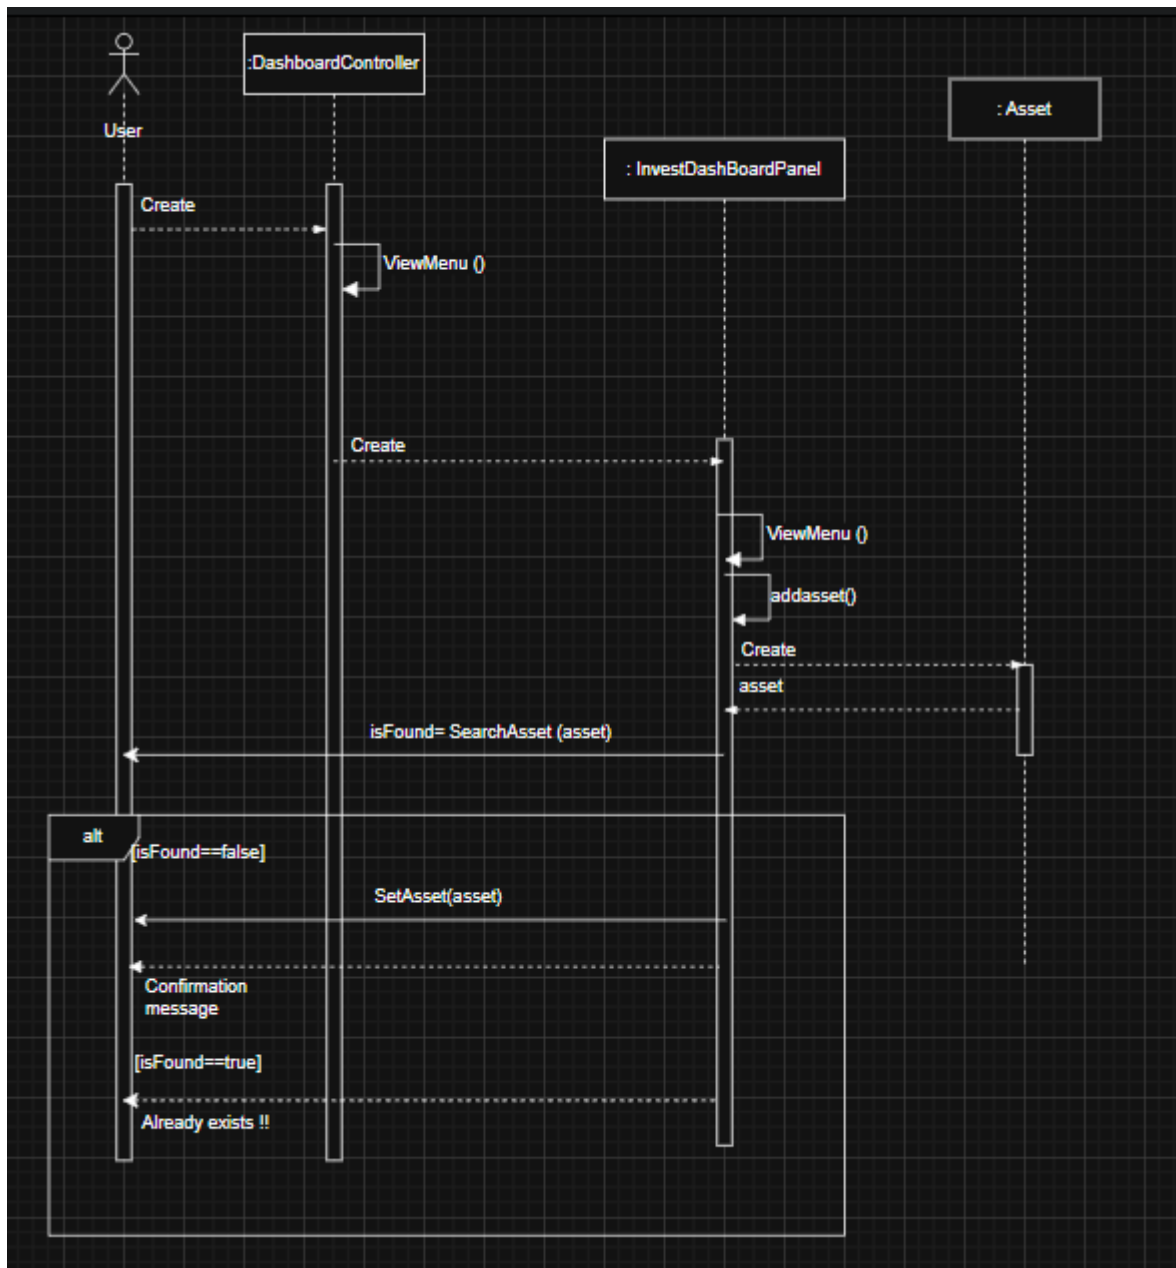 :DashboardController
: Asset
User
: InvestDashBoardPanel
Create
ViewMenu ()
Create
ViewMenu ()
addasset()
Create
asset
isFound= SearchAsset (asset)
alt
[isFound==false]
SetAsset(asset)
Confirmation
message
[isFound==true]
Already exists !!